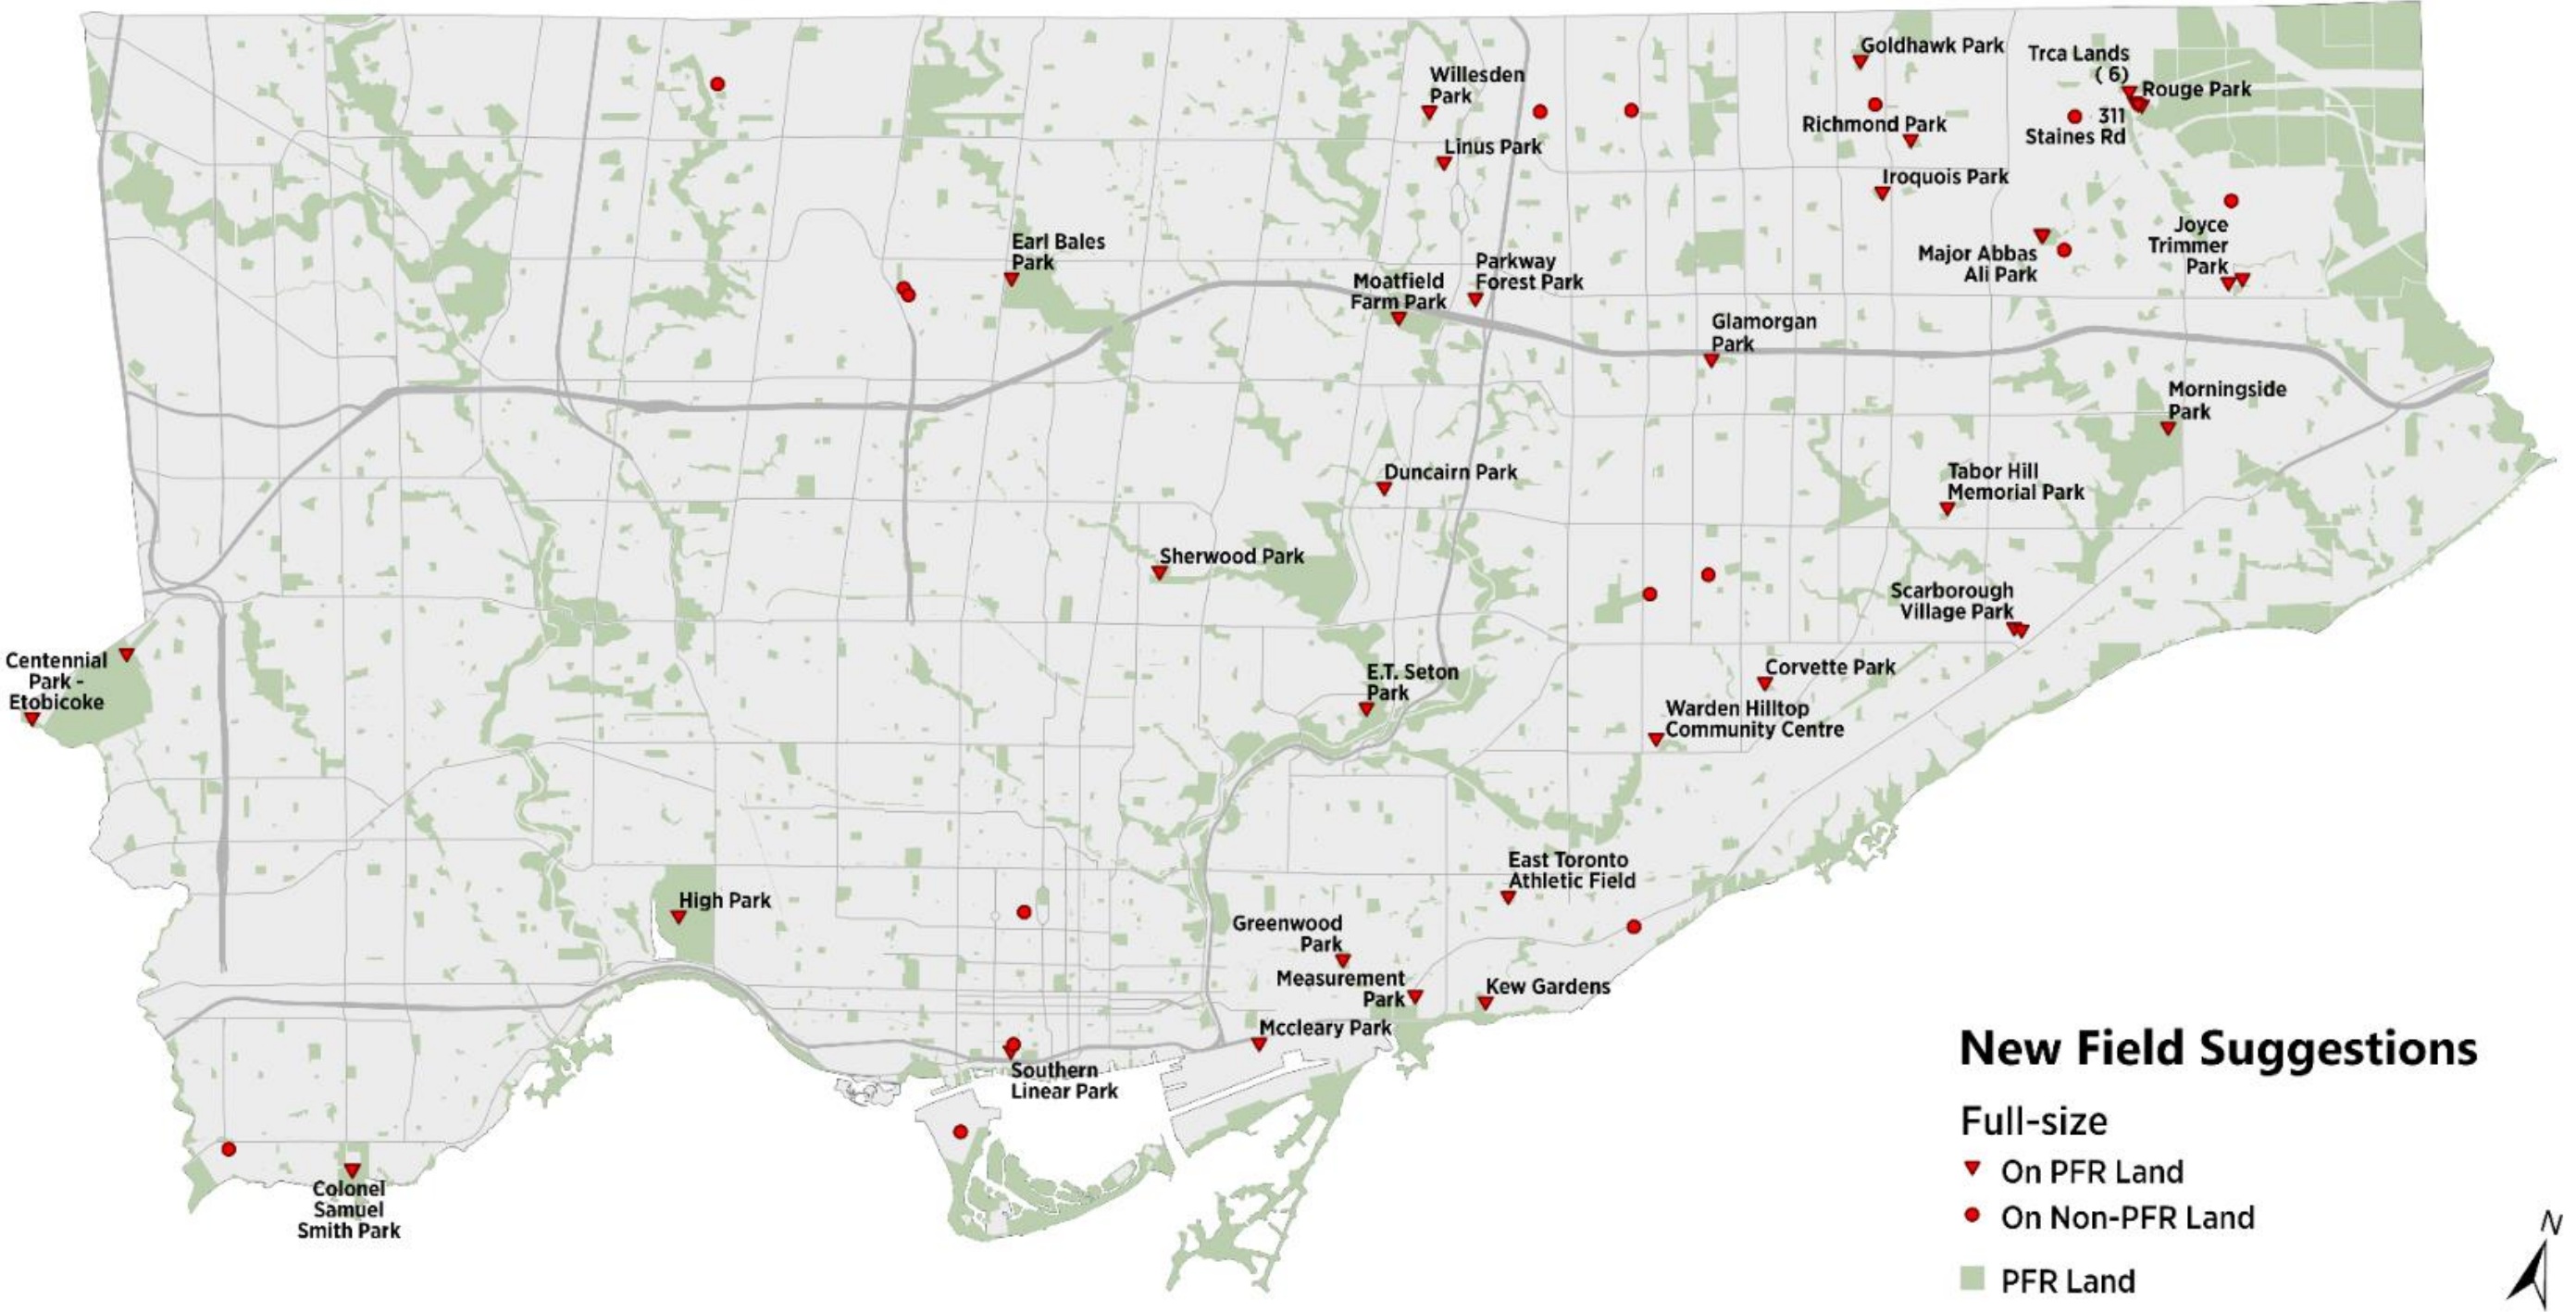 Goldhawk Park
Trca Lands
( 6)
Willesden
Park
Rouge Park
311
Staines Rd
Richmond Park
Linus Park
Iroquois Park
Joyce
Trimmer
Park
Earl Bales
Park
Major Abbas
Ali Park
Parkway
Forest Park
Moatfield
Farm Park
Glamorgan
Park
Morningside
Park
Duncairn Park
Tabor Hill
Memorial Park
Sherwood Park
Scarborough
Village Park
Centennial
Park -
Etobicoke
E.T. Seton
Park
Corvette Park
Warden Hilltop
Community Centre
East Toronto
Athletic Field
High Park
Greenwood
Park
Measurement
Park
Kew Gardens
Mccleary Park
Southern
Linear Park
Colonel
Samuel
Smith Park
New Field Suggestions
Full-size
On PFR Land
On Non-PFR Land
PFR Land
N